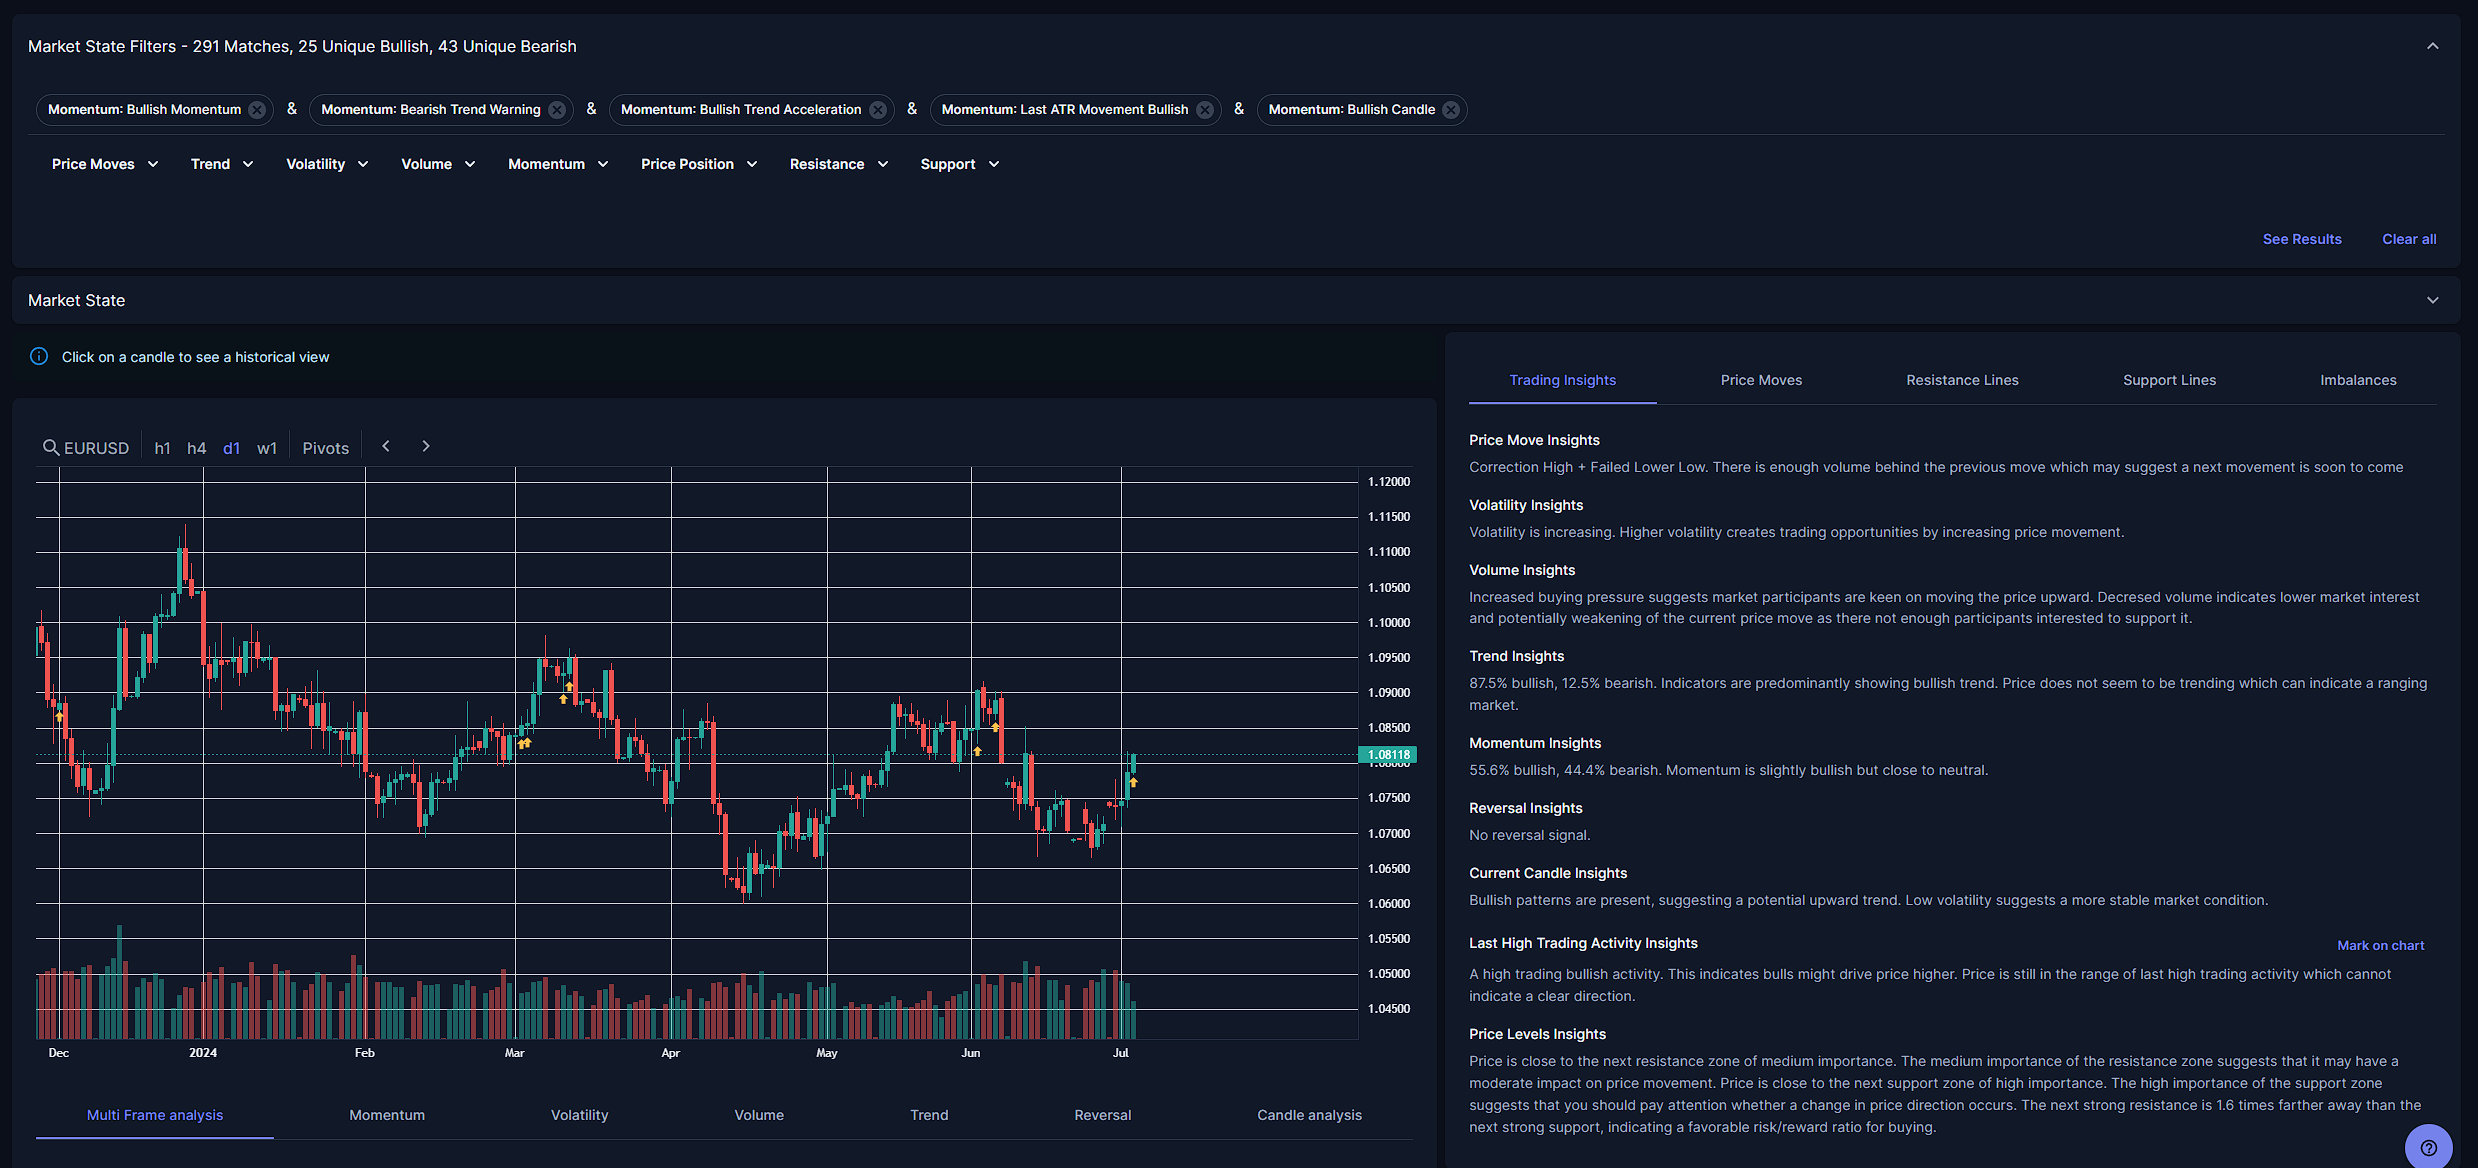 Market State Filters - 291 Matches, 25 Unique Bullish, 43 Unique Bearish
Momentum: Bullish Momentum & Momentum: Bearish Trend Warning & Momentum: Bullish Trend Acceleration & Momentum: Last ATR Movement Bullish & Momentum: Bullish Candle
Price Moves Trend Volatility Volume Momentum Price Position Resistance Support
See Results Clear all
Market State
Click on a candle to see a historical view
EURUSD h1 h4 d1 w1 Pivots
1.12000
1.11500
1.11000
1.10500
1.10000
1.09500
1.09000
1.08500
1.08118
1.08000
1.07500
1.07000
1.06500
1.06000
1.05500
1.05000
1.04500
Dec 2024 Feb Mar Apr May Jun Jul
Multi Frame analysis Momentum Volatility Volume Trend Reversal Candle analysis
Trading Insights Price Moves Resistance Lines Support Lines Imbalances
Price Move Insights
Correction High + Failed Lower Low. There is enough volume behind the previous move which may suggest a next movement is soon to come
Volatility Insights
Volatility is increasing. Higher volatility creates trading opportunities by increasing price movement.
Volume Insights
Increased buying pressure suggests market participants are keen on moving the price upward. Decresed volume indicates lower market interest
and potentially weakening of the current price move as there not enough participants interested to support it.
Trend Insights
87.5% bullish, 12.5% bearish. Indicators are predominantly showing bullish trend. Price does not seem to be trending which can indicate a ranging
market.
Momentum Insights
55.6% bullish, 44.4% bearish. Momentum is slightly bullish but close to neutral.
Reversal Insights
No reversal signal.
Current Candle Insights
Bullish patterns are present, suggesting a potential upward trend. Low volatility suggests a more stable market condition.
Last High Trading Activity Insights
Mark on chart
A high trading bullish activity. This indicates bulls might drive price higher. Price is still in the range of last high trading activity which cannot
indicate a clear direction.
Price Levels Insights
Price is close to the next resistance zone of medium importance. The medium importance of the resistance zone suggests that it may have a
moderate impact on price movement. Price is close to the next support zone of high importance. The high importance of the support zone
suggests that you should pay attention whether a change in price direction occurs. The next strong resistance is 1.6 times farther away than the
next strong support, indicating a favorable risk/reward ratio for buying.